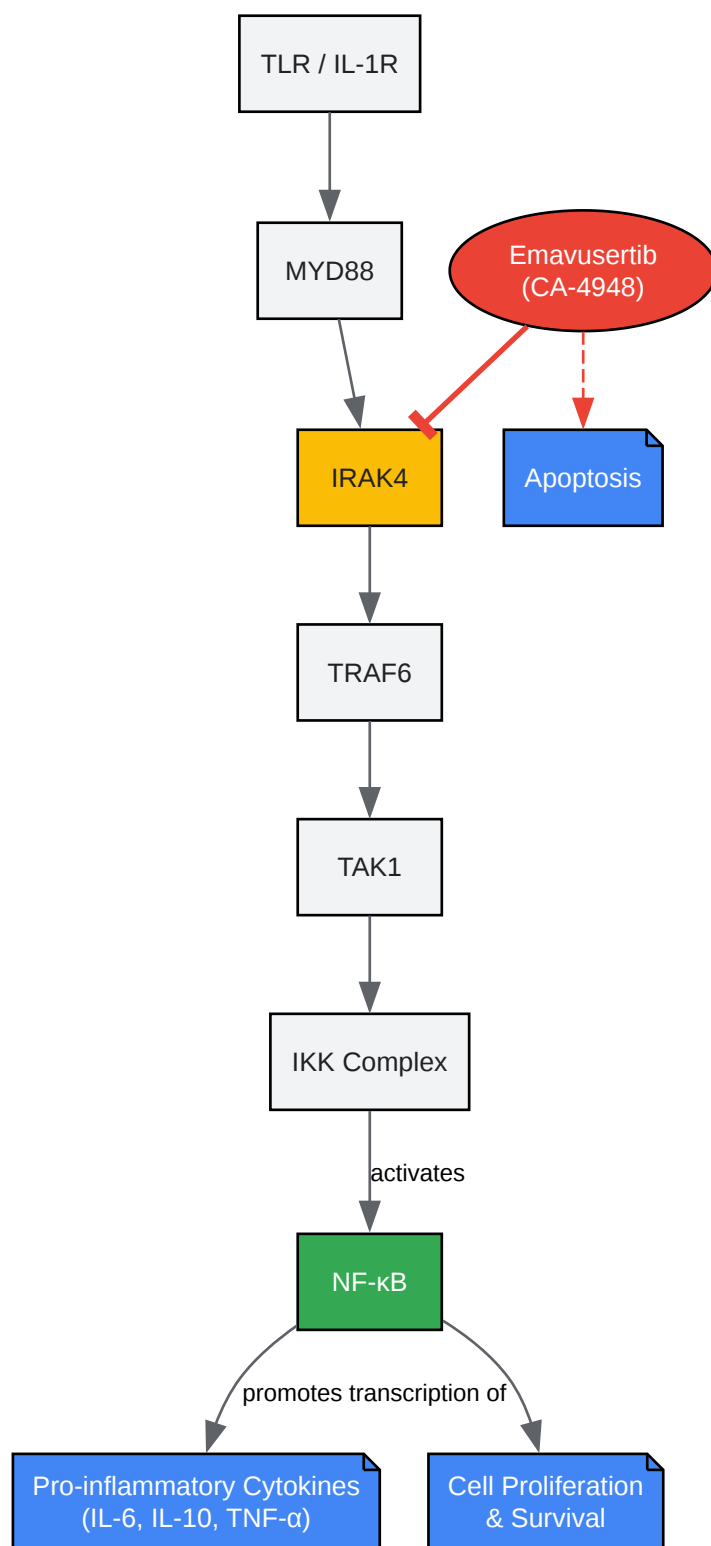 TLR / IL-1R
MYD88
Emavusertib
(CA-4948)
IRAK4
Apoptosis
TRAF6
TAK1
IKK Complex
activates
NF-κB
promotes transcription of
Pro-inflammatory Cytokines
(IL-6, IL-10, TNF-α)
Cell Proliferation
& Survival